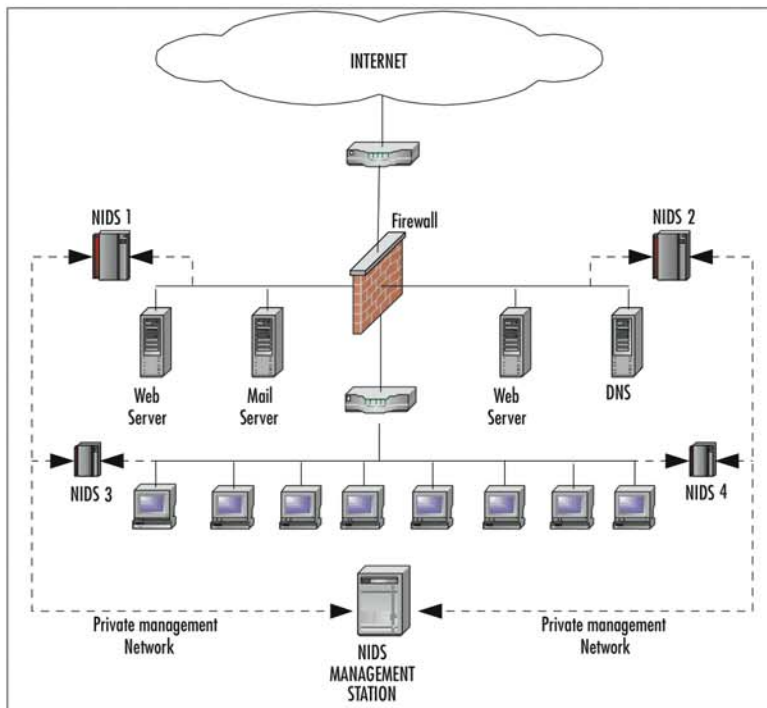 INTERNET
NIDS 1
Firewall
NIDS 2
Web
Server
Mail
Server
Web
Server
DNS
NIDS 3
NIDS 4
Private management
Network
NIDS
MANAGEMENT
STATION
Private management
Network